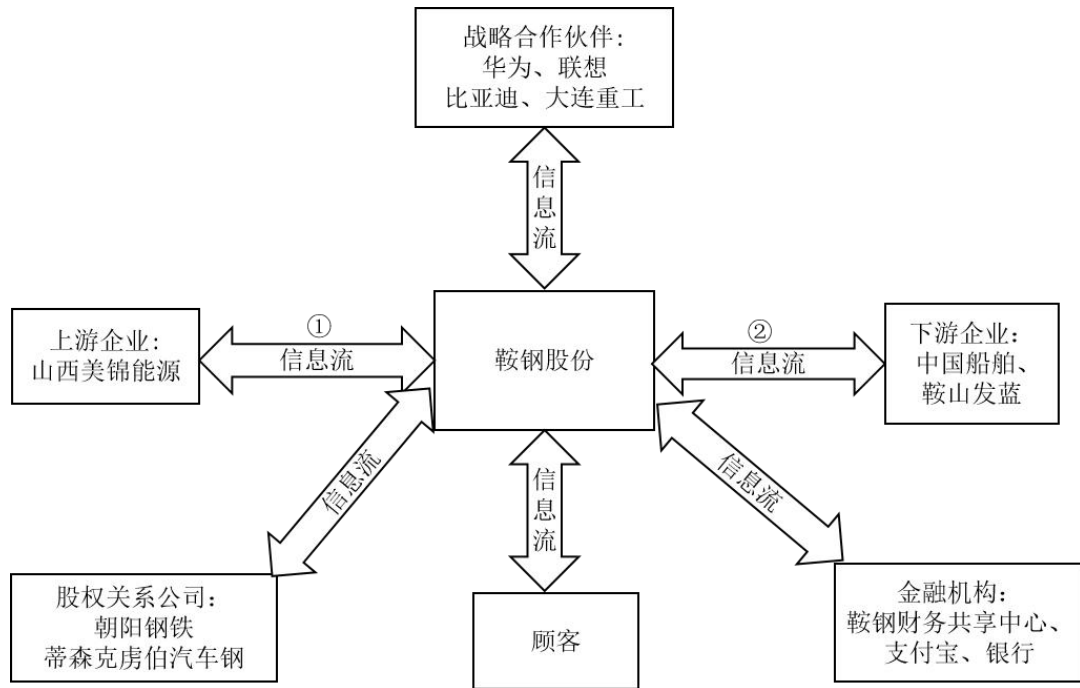 战略合作伙伴:
华为、联想
比亚迪、大连重工
信
息
流
上游企业:
山西美锦能源
①
信息流
鞍钢股份
②
信息流
下游企业:
中国船舶、
鞍山发蓝
信息流
信
息
流
信息流
股权关系公司:
朝阳钢铁
蒂森克虏伯汽车钢
顾客
金融机构:
鞍钢财务共享中心、
支付宝、银行